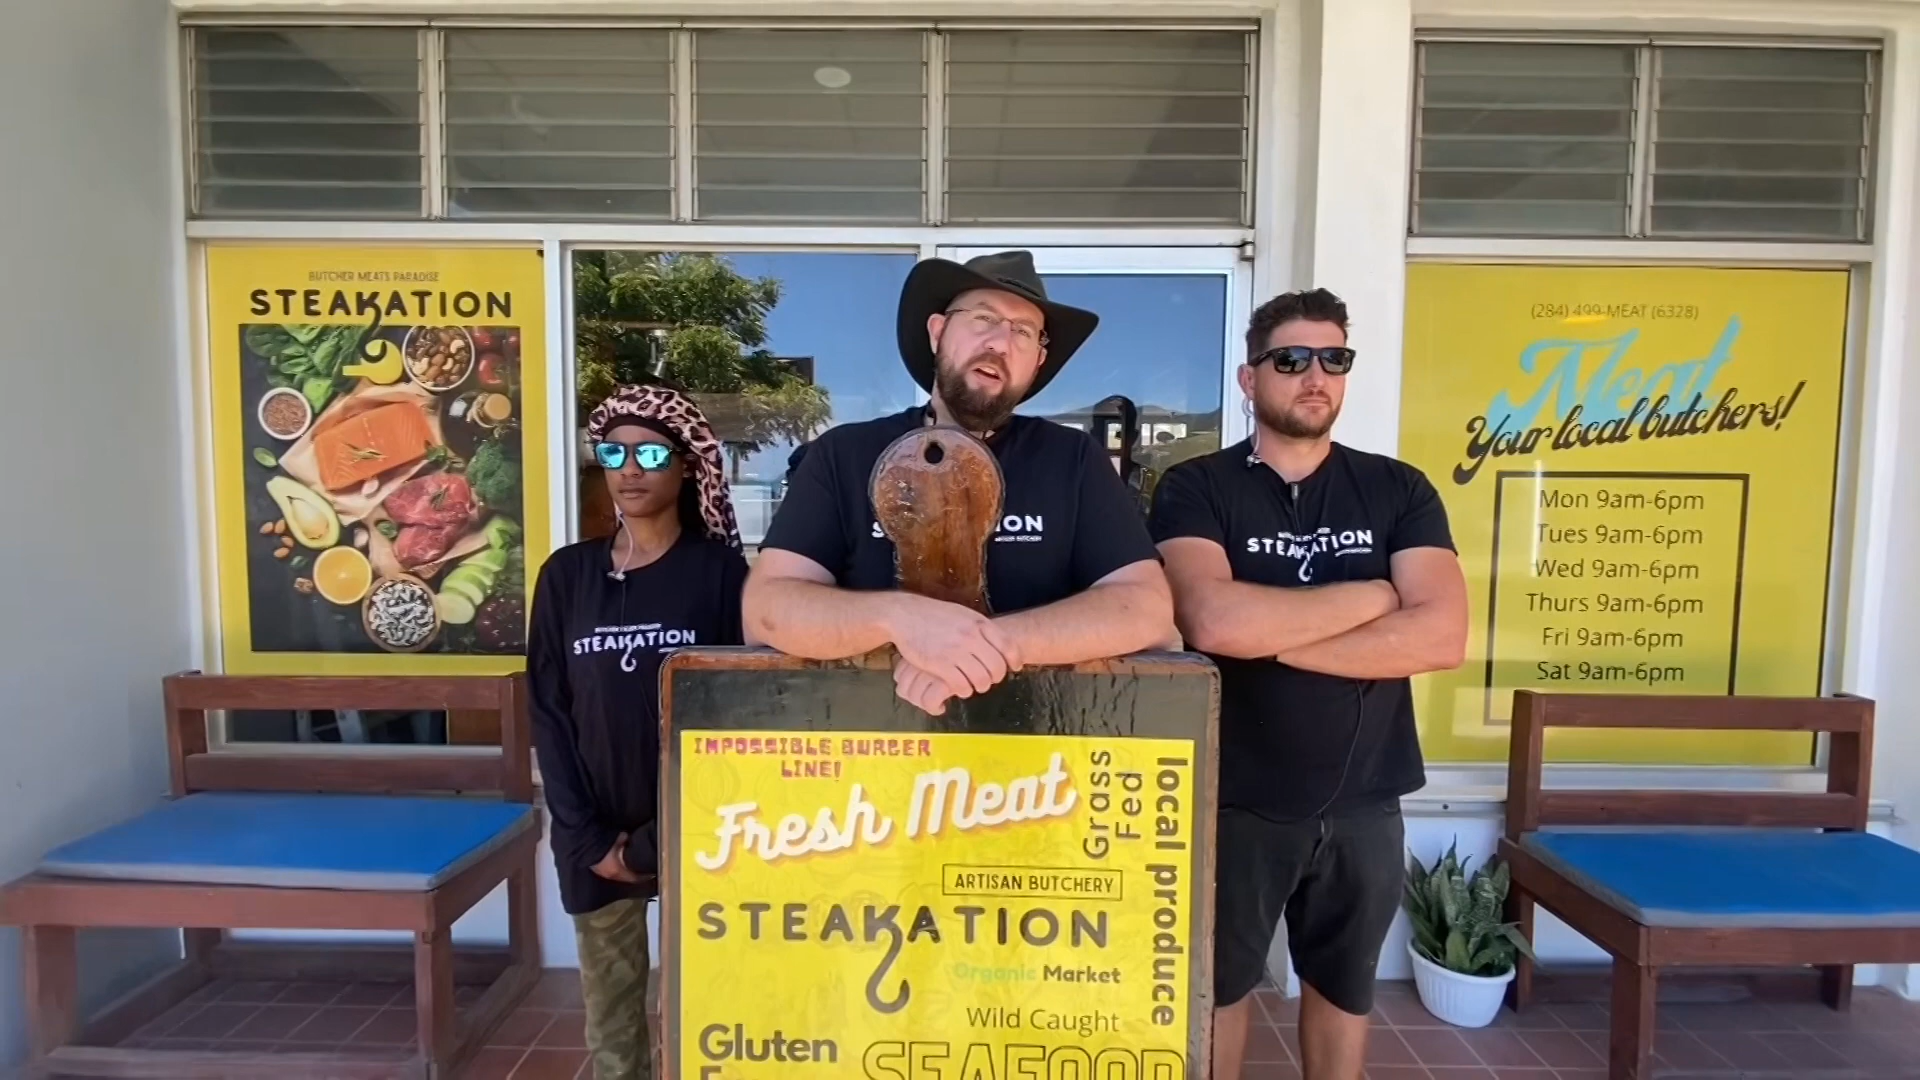 BUTCHER MEATS PARADISE
STEAKATION
(284) 499-MEAT (6328)
Meat
Your local butchers!
Mon 9am-6pm
Tues 9am-6pm
Wed 9am-6pm
Thurs 9am-6pm
Fri 9am-6pm
Sat 9am-6pm
STEAKATION
ION
STEAKATION
IMPOSSIBLE BURGER
LINE!
Fresh Meat
Grass
Fed
local produce
ARTISAN BUTCHERY
STEAKATION
Organic Market
Wild Caught
SEAFOOD
Gluten